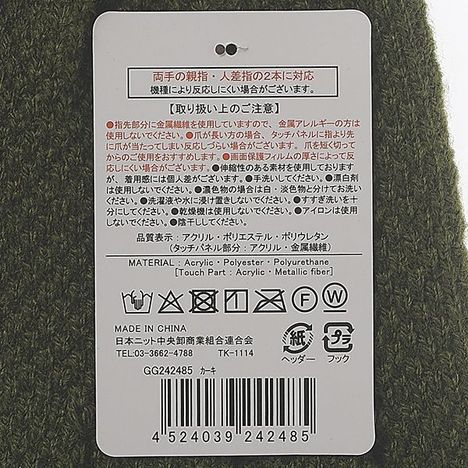 両手の親指・人差指の2本に対応
機種により反応しにくい場合がございます。
【取り扱い上のご注意】
●指先部分に金属繊維を使用していますので、金属アレルギーの方は
使用しないでください。●爪が長い方の場合、タッチパネルに指より先
に爪が当たってしまい反応しづらい場合がございます。爪を短く切っ
てからのご使用をおすすめします。●画面保護フィルムの厚さによって反
応しにくい場合がございます。●伸縮性のある素材を使用しており
ますが、着用感には個人差がございます。●手洗いしてください。●漂白剤
は使用しないでください。●濃色物の場合は白・淡色物と分けてお洗い
ください。●洗濯液や水に浸け置きしないでください。●すすぎ洗いを十
分にしてください。●乾燥機は使用しないでください。●アイロンは使用し
ないでください。●陰干ししてください。
品質表示:アクリル・ポリエステル・ポリウレタン
(タッチパネル部分:アクリル・金属繊維)
MATERIAL : Acrylic・Polyester・Polyurethane
[Touch Part : Acrylic・Metallic fiber]
F W
MADE IN CHINA
日本ニット中央卸商業組合連合会
TEL:03-3662-4788 TK-1114
紙
ヘッダー
プラ
フック
GG242485 カーキ
4 524039 242485